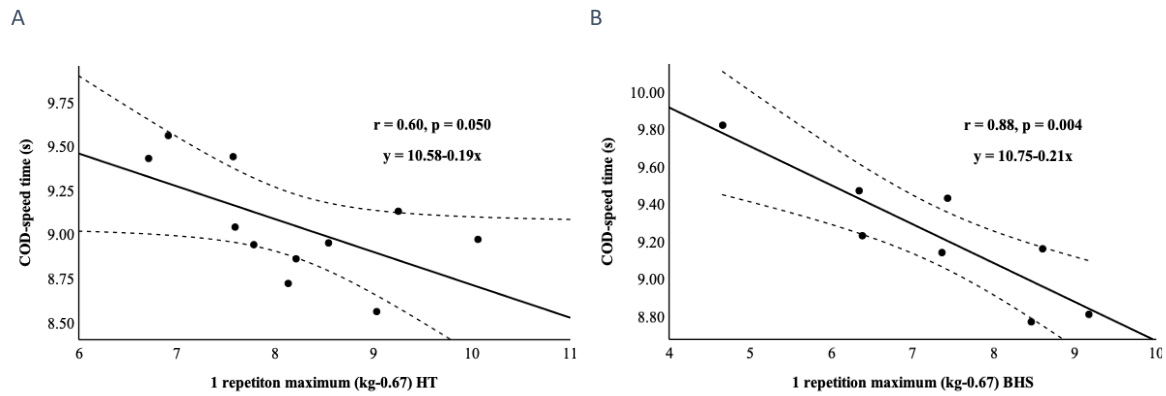 A
9.75
9.50
9.25
9.00
8.75
8.50
COD-speed time (s)
r = 0.60, p = 0.050
y = 10.58-0.19x
6 7 8 9 10 11
1 repetiton maximum (kg-0.67) HT
B
10.00
9.80
9.60
9.40
9.20
9.00
8.80
COD-speed time (s)
r = 0.88, p = 0.004
y = 10.75-0.21x
4 5 6 7 8 9 10
1 repetition maximum (kg-0.67) BHS